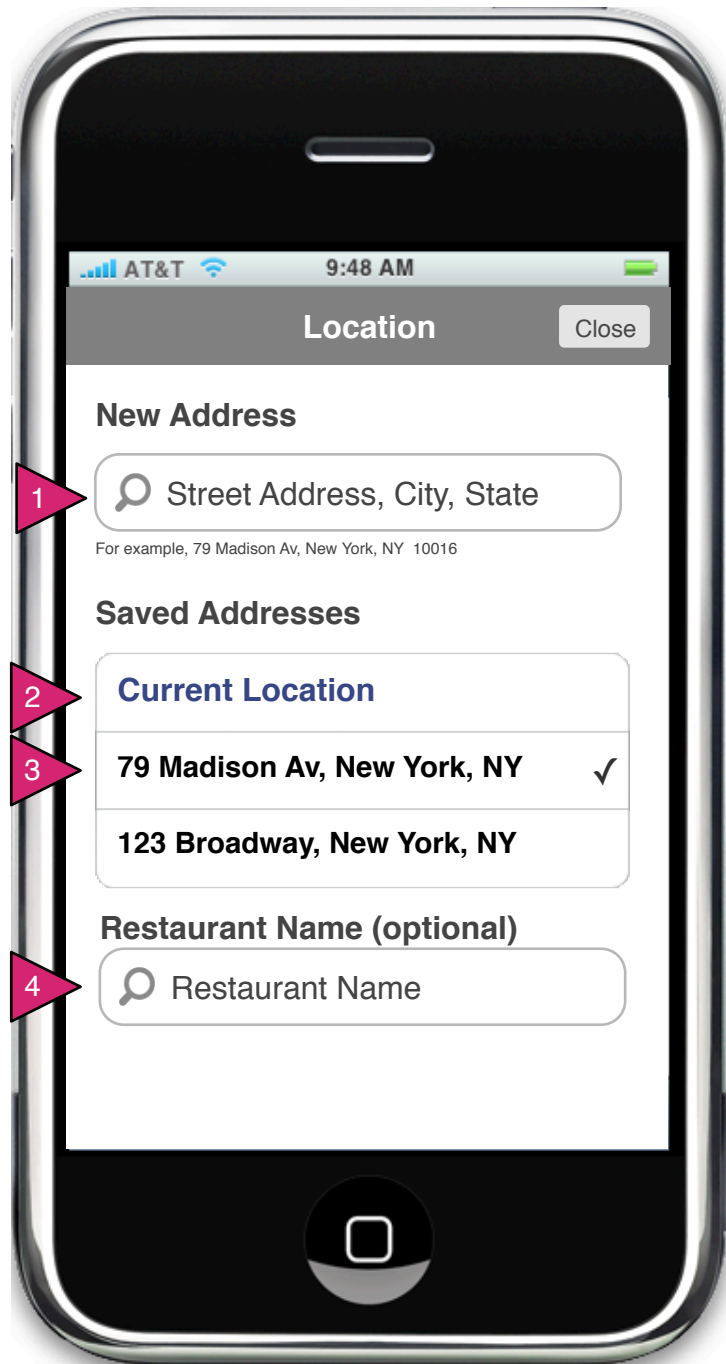 AT&T 9:48 AM
Location Close
New Address
1 Street Address, City, State
For example, 79 Madison Av, New York, NY 10016
Saved Addresses
2 Current Location
3 79 Madison Av, New York, NY ✓
123 Broadway, New York, NY
Restaurant Name (optional)
4 Restaurant Name